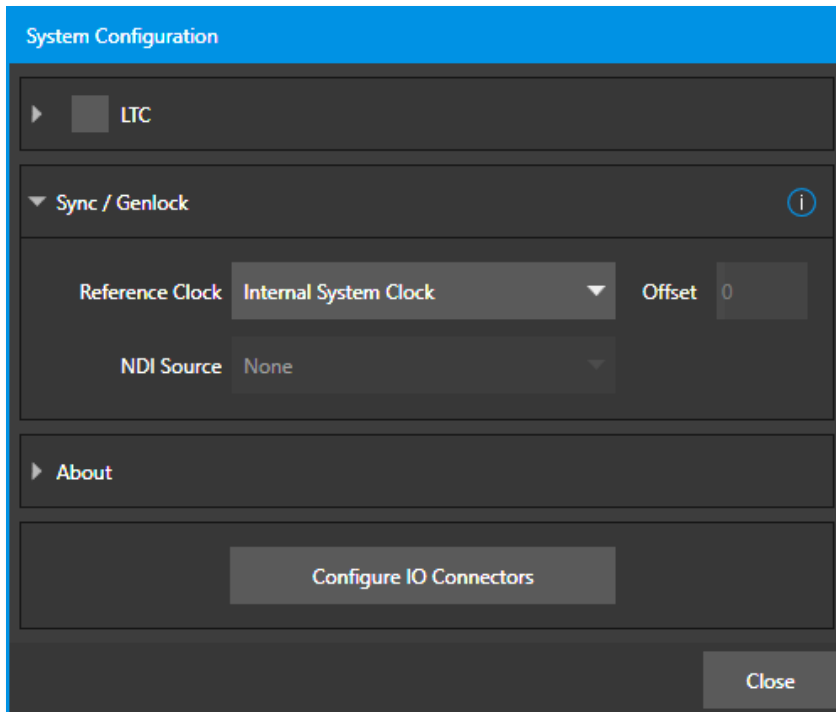 System Configuration
LTC
Sync / Genlock
i
Reference Clock Internal System Clock Offset 0
NDI Source None
About
Configure IO Connectors
Close